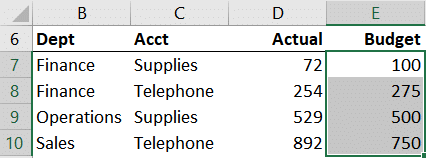 B C D E
6 Dept Acct Actual Budget
7 Finance Supplies 72 100
8 Finance Telephone 254 275
9 Operations Supplies 529 500
10 Sales Telephone 892 750